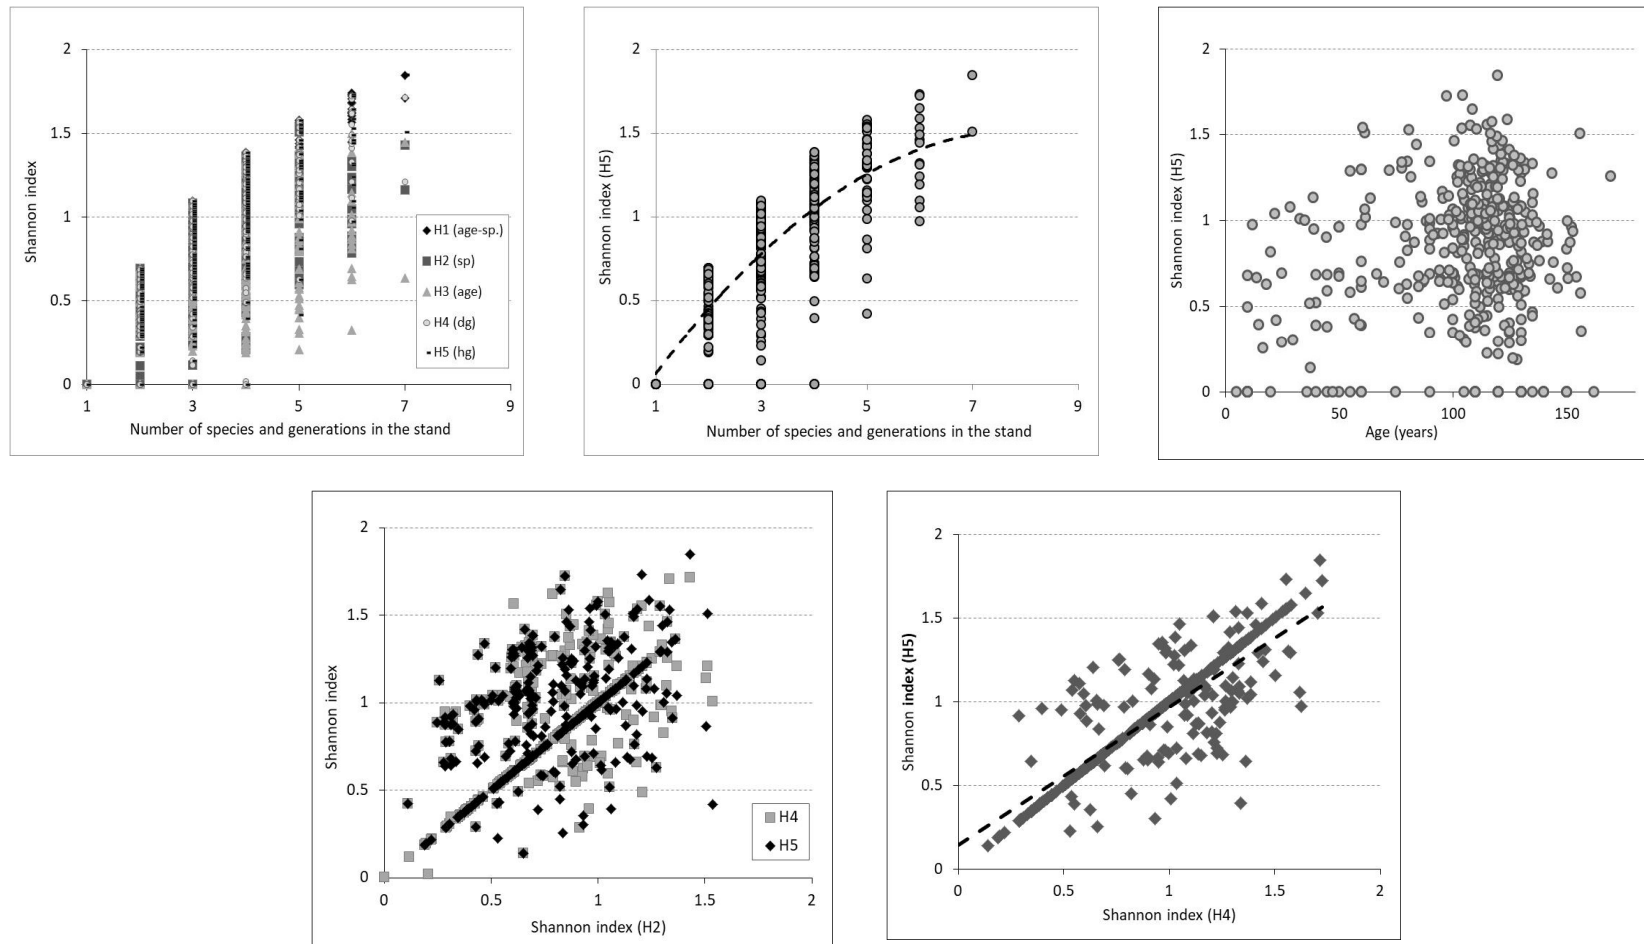 2
1.5
1
0.5
0
Shannon index
1 3 5 7 9
Number of species and generations in the stand
H1 (age-sp.)
H2 (sp)
H3 (age)
H4 (dg)
H5 (hg)
2
1.5
1
0.5
0
Shannon index (H5)
1 3 5 7 9
Number of species and generations in the stand
2
1.5
1
0.5
0
Shannon index (H5)
0 50 100 150
Age (years)
2
1.5
1
0.5
0
Shannon index
0 0.5 1 1.5 2
Shannon index (H2)
H4
H5
2
1.5
1
0.5
0
Shannon index (H5)
0 0.5 1 1.5 2
Shannon index (H4)